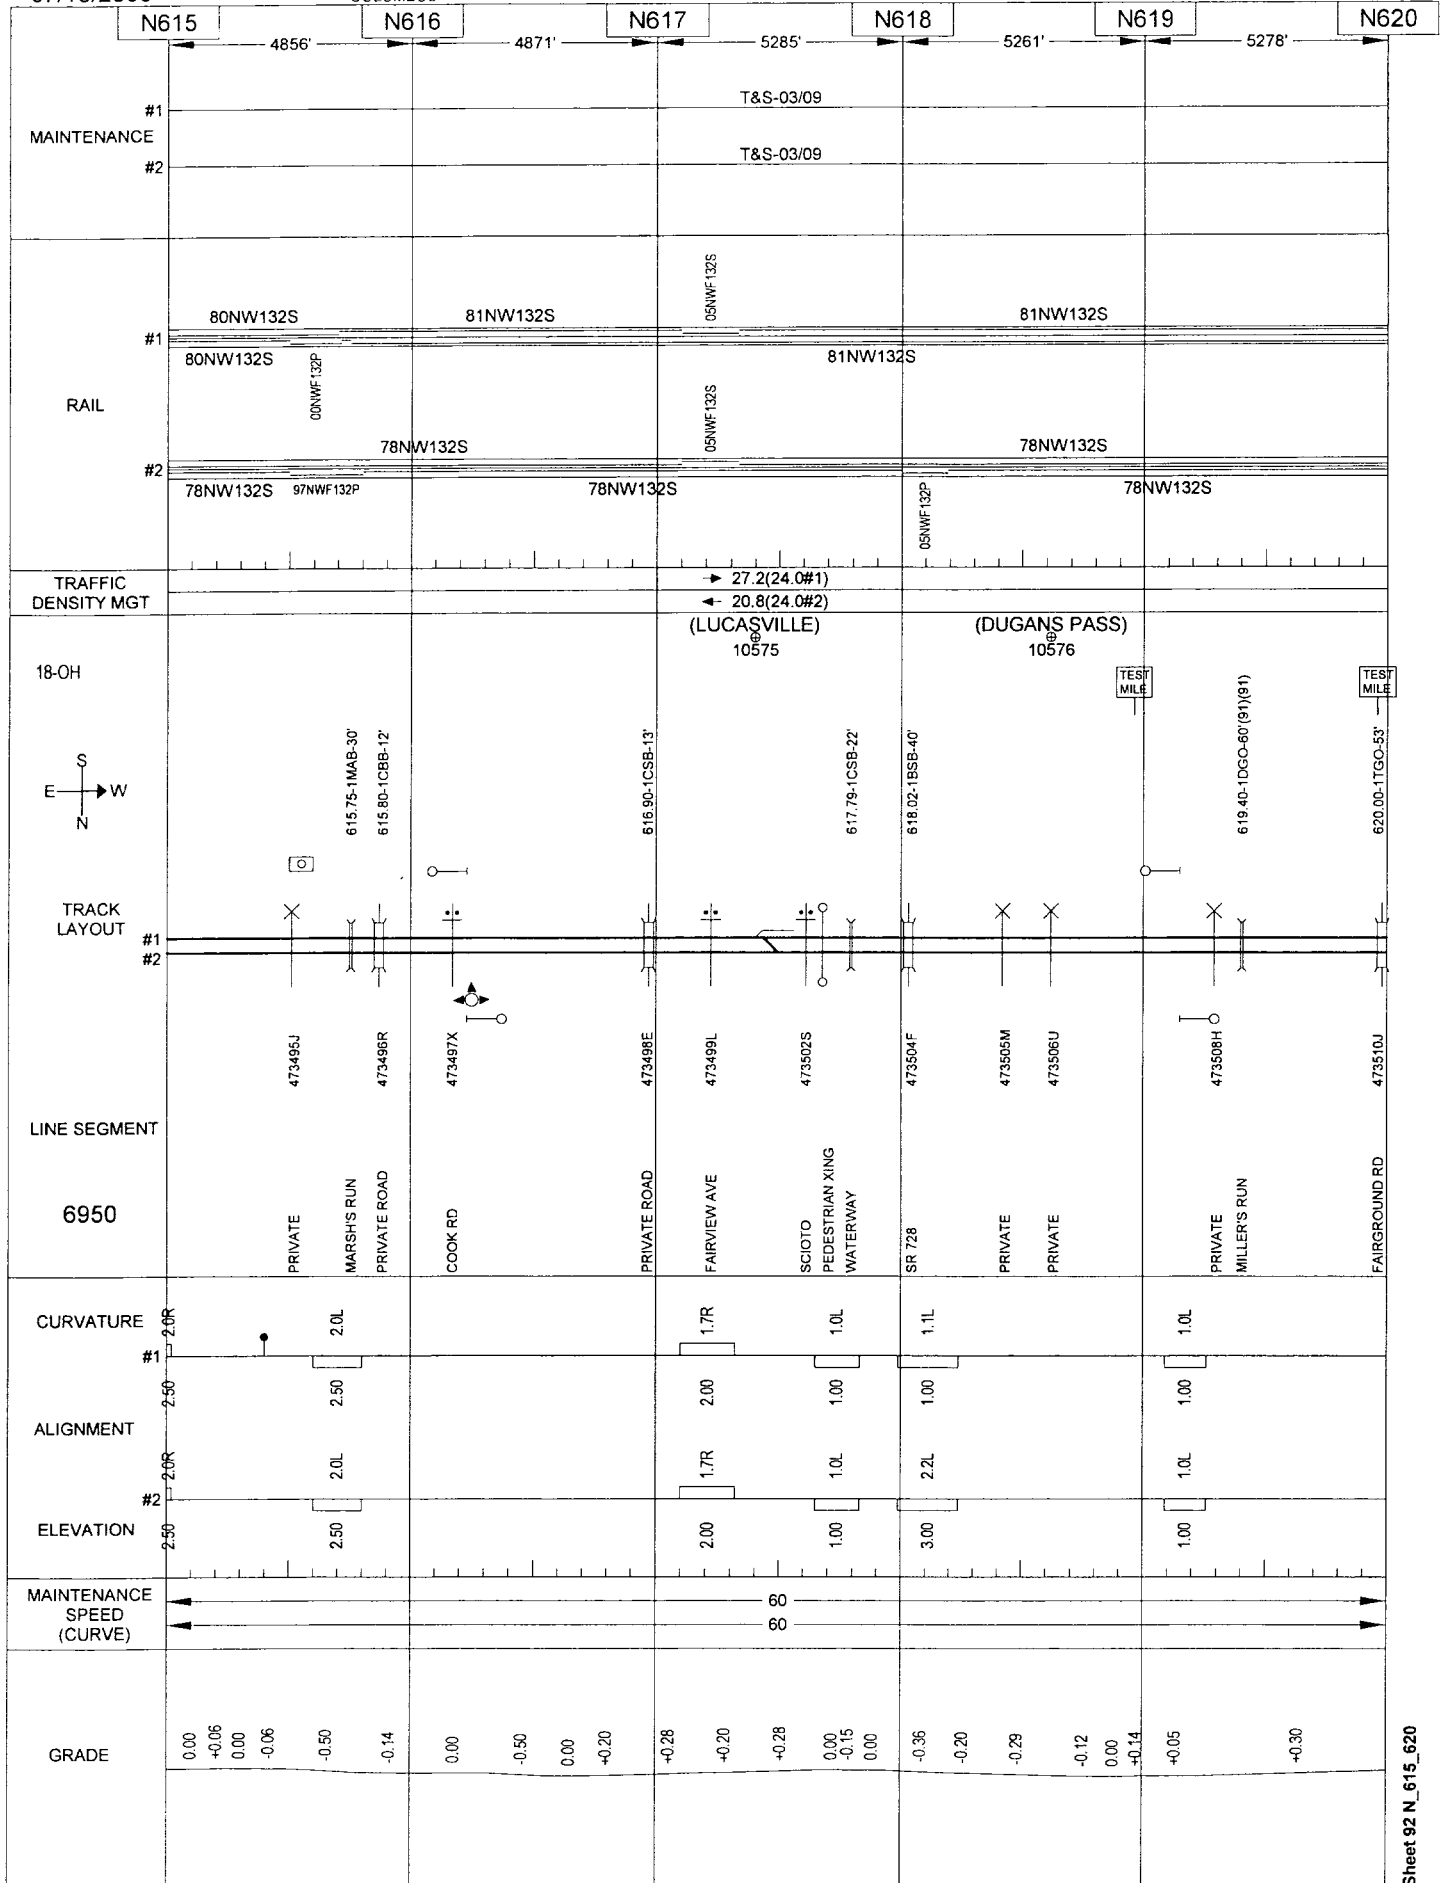 N615 N616 N617 N618 N619 N620
4856' 4871' 5285' 5261' 5278'
T&S-03/09
#1
MAINTENANCE
T&S-03/09
#2
05NWF132S
80NW132S 81NW132S 81NW132S
#1
80NW132S 81NW132S
00NWF132P
RAIL
05NWF132S
78NW132S 78NW132S
#2
78NW132S 97NWF132P 78NW132S 78NW132S
05NWF132P
TRAFFIC
DENSITY MGT
27.2(24.0#1)
20.8(24.0#2)
(LUCASVILLE) (DUGANS PASS)
10575 10576
18-OH
TEST
MILE
TEST
MILE
S
E W
N
615.75-1MAB-30'
615.80-1CBB-12'
616.90-1CSB-13'
617.79-1CSB-22'
618.02-1BSB-40'
619.40-1DGO-60'(91)(91)
620.00-1TGO-53'
TRACK
LAYOUT
#1
#2
473495J
473496R
473497X
473498E
473499L
473502S
473504F
473505M
473506U
473508H
473510J
LINE SEGMENT
6950
PRIVATE
MARSH'S RUN
PRIVATE ROAD
COOK RD
PRIVATE ROAD
FAIRVIEW AVE
SCIOTO
PEDESTRIAN XING
WATERWAY
SR 728
PRIVATE
PRIVATE
PRIVATE
MILLER'S RUN
FAIRGROUND RD
CURVATURE
2.0R 2.0L 1.7R 1.0L 1.1L 1.0L
#1
2.50 2.50 2.00 1.00 1.00 1.00
ALIGNMENT
2.0R 2.0L 1.7R 1.0L 2.2L 1.0L
#2
ELEVATION
2.50 2.50 2.00 1.00 3.00 1.00
MAINTENANCE
SPEED
(CURVE)
60
60
GRADE
0.00 +0.06 0.00 -0.06 -0.50 -0.14 0.00 -0.50 0.00 +0.20 +0.28 +0.20 +0.28 0.00 -0.15 0.00 -0.36 -0.20 -0.29 -0.12 0.00 +0.14 +0.05 +0.30
Sheet 92 N_615_620